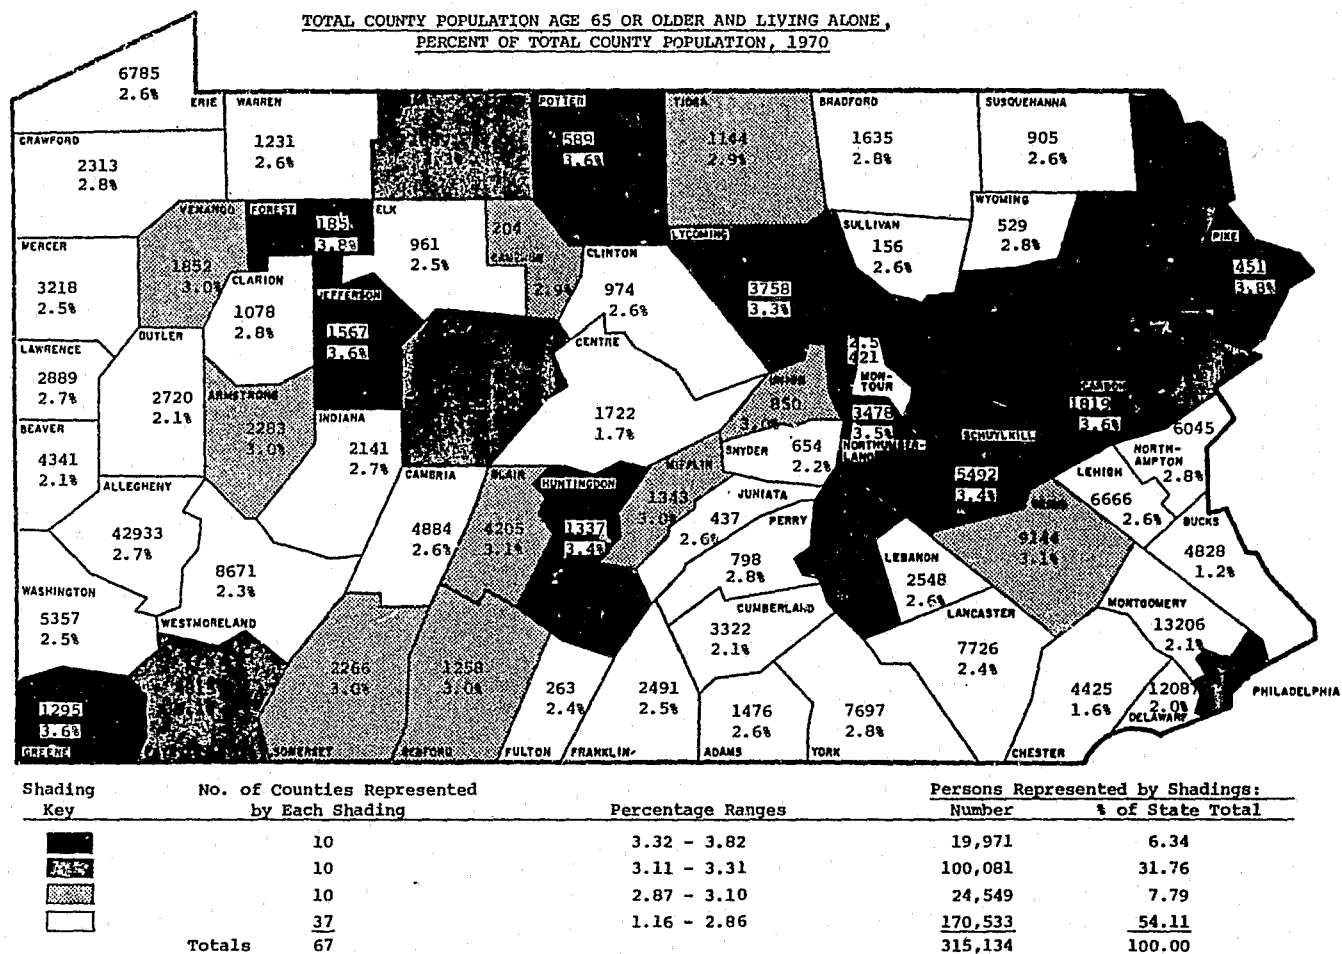 TOTAL COUNTY POPULATION AGE 65 OR OLDER AND LIVING ALONE,
PERCENT OF TOTAL COUNTY POPULATION, 1970
6785
2.6%
ERIE
WARREN
1231
2.6%
POTTER
589
3.6%
TIOGA
1144
2.9%
BRADFORD
1635
2.8%
SUSQUEHANNA
905
2.6%
CRAWFORD
2313
2.8%
VENANGO
1852
3.0%
FOREST
185
3.8%
ELK
961
2.5%
204
CAMERON
2.9%
CLINTON
974
2.6%
LYCOMING
3758
3.3%
SULLIVAN
156
2.6%
WYOMING
529
2.8%
PIKE
451
3.8%
MERCER
3218
2.5%
CLARION
1078
2.8%
JEFFERSON
1567
3.6%
CENTRE
1722
1.7%
LAWRENCE
2889
2.7%
BUTLER
2720
2.1%
ARMSTRONG
2283
3.0%
INDIANA
2141
2.7%
UNION
850
3.0%
2.5
421
MON-
TOUR
3478
3.5%
NORTHUMBER-
LAND
CARBON
1819
3.6%
SCHUYLKILL
5492
3.4%
6045
NORTH-
AMPTON
2.8%
BEAVER
4341
2.1%
SNYDER
654
2.2%
LEHIGH
6666
2.6%
ALLEGHENY
42933
2.7%
CAMBRIA
4884
2.6%
BLAIR
4205
3.1%
HUNTINGDON
1337
3.4%
MIFFLIN
1343
3.0%
JUNIATA
437
2.6%
PERRY
798
2.8%
LEBANON
2548
2.6%
BERKS
9144
3.1%
BUCKS
4828
1.2%
WASHINGTON
5357
2.5%
8671
2.3%
WESTMORELAND
CUMBERLAND
3322
2.1%
LANCASTER
7726
2.4%
MONTGOMERY
13206
2.1%
1295
3.6%
GREENE
2266
3.0%
SOMERSET
1258
3.0%
BEDFORD
263
2.4%
FULTON
2491
2.5%
FRANKLIN
1476
2.6%
ADAMS
7697
2.8%
YORK
4425
1.6%
CHESTER
12087
2.0%
DELAWARE
PHILADELPHIA
Shading Key
No. of Counties Represented by Each Shading
Percentage Ranges
Persons Represented by Shadings:
Number % of State Total
10 3.32 - 3.82 19,971 6.34
10 3.11 - 3.31 100,081 31.76
10 2.87 - 3.10 24,549 7.79
37 1.16 - 2.86 170,533 54.11
Totals 67 315,134 100.00